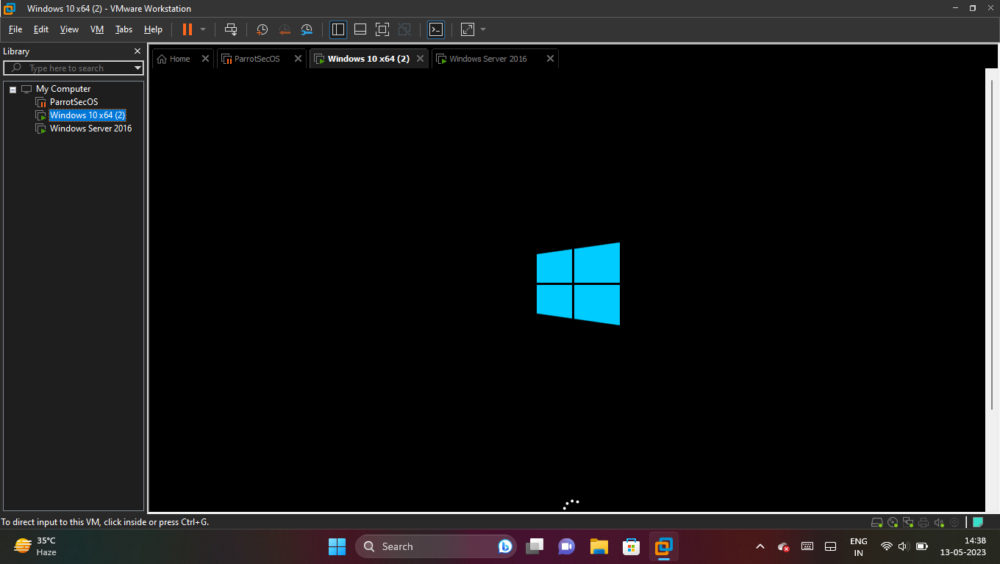 Windows 10 x64 (2) - VMware Workstation
File Edit View VM Tabs Help
Library
Type here to search
My Computer
ParrotSecOS
Windows 10 x64 (2)
Windows Server 2016
Home ParrotSecOS Windows 10 x64 (2) Windows Server 2016
To direct input to this VM, click inside or press Ctrl+G.
35°C
Haze
Search
ENG
IN
14:38
13-05-2023